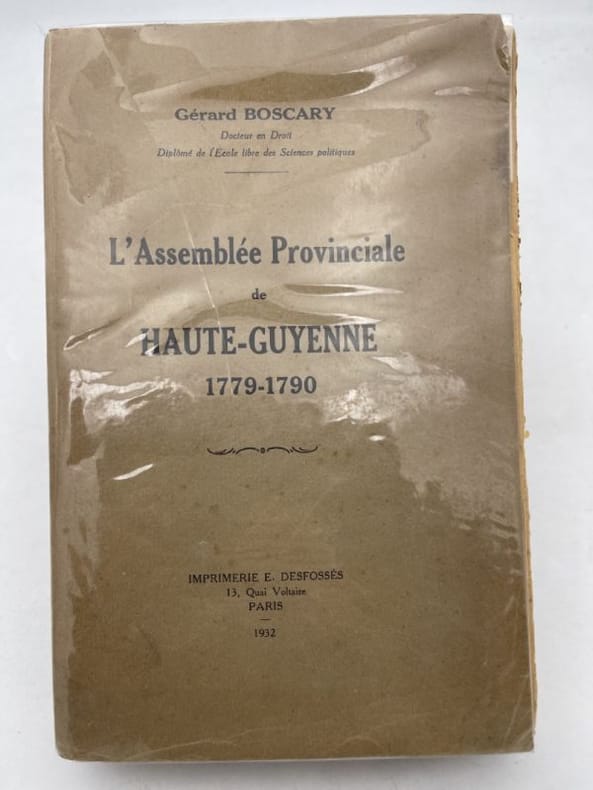 Gérard BOSCARY
Docteur en Droit
Diplômé de l'Ecole libre des Sciences politiques
L'Assemblée Provinciale
de
HAUTE-GUYENNE
1779-1790
IMPRIMERIE E. DESFOSSÉS
13, Quai Voltaire
PARIS
1932